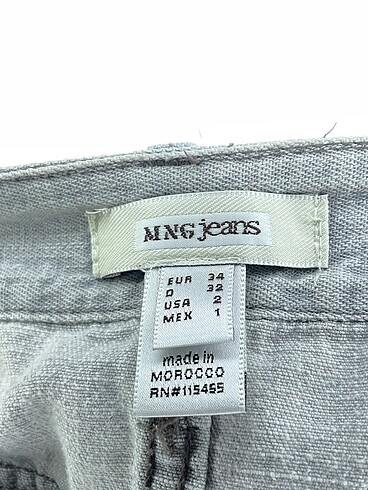 MNG jeans
EUR 34
D 32
USA 2
MEX 1
made in
MOROCCO
RN#115465